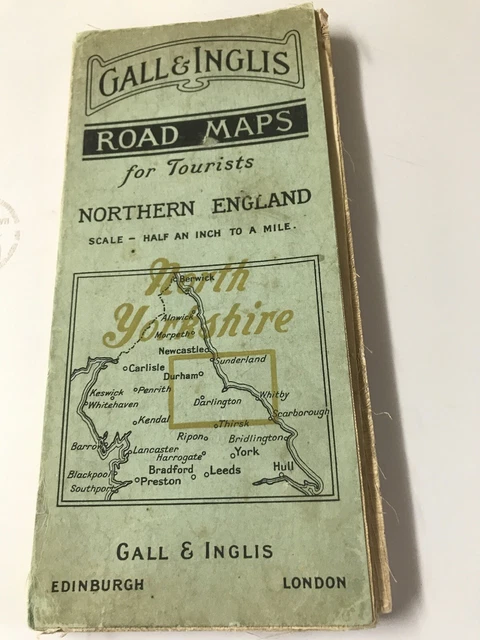 GALL & INGLIS
ROAD MAPS
for Tourists
NORTHERN ENGLAND
SCALE – HALF AN INCH TO A MILE.
North
Yorkshire
Berwick
Alnwick
Morpeth
Newcastle
Sunderland
Carlisle
Durham
Keswick
Penrith
Whitehaven
Darlington
Whitby
Scarborough
Kendal
Thirsk
Ripon
Bridlington
Barrow
Lancaster
Harrogate
York
Blackpool
Bradford
Leeds
Hull
Southport
Preston
GALL & INGLIS
EDINBURGH LONDON